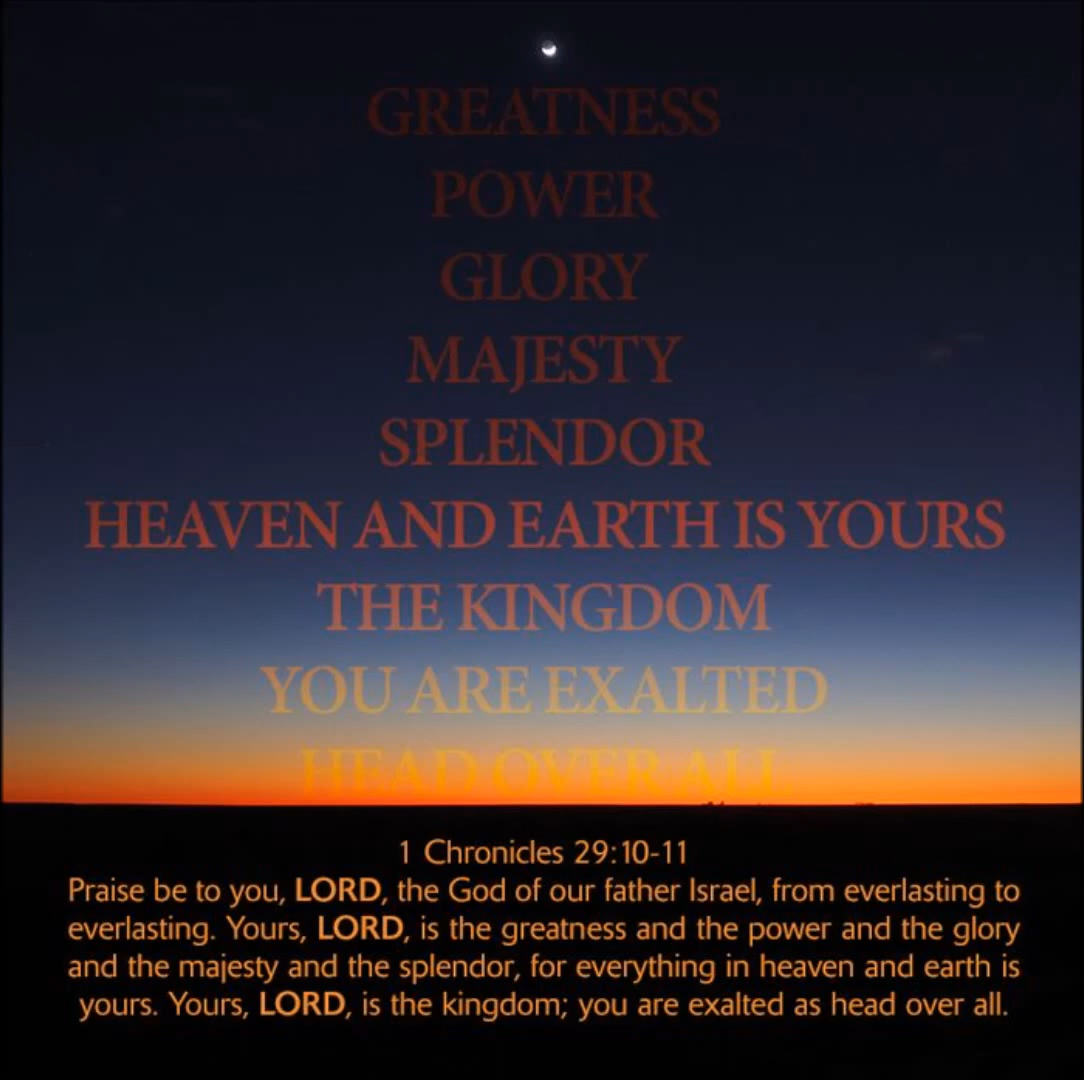 GREATNESS
POWER
GLORY
MAJESTY
SPLENDOR
HEAVEN AND EARTH IS YOURS
THE KINGDOM
YOU ARE EXALTED
HEAD OVER ALL
1 Chronicles 29:10-11
Praise be to you, LORD, the God of our father Israel, from everlasting to
everlasting. Yours, LORD, is the greatness and the power and the glory
and the majesty and the splendor, for everything in heaven and earth is
yours. Yours, LORD, is the kingdom; you are exalted as head over all.